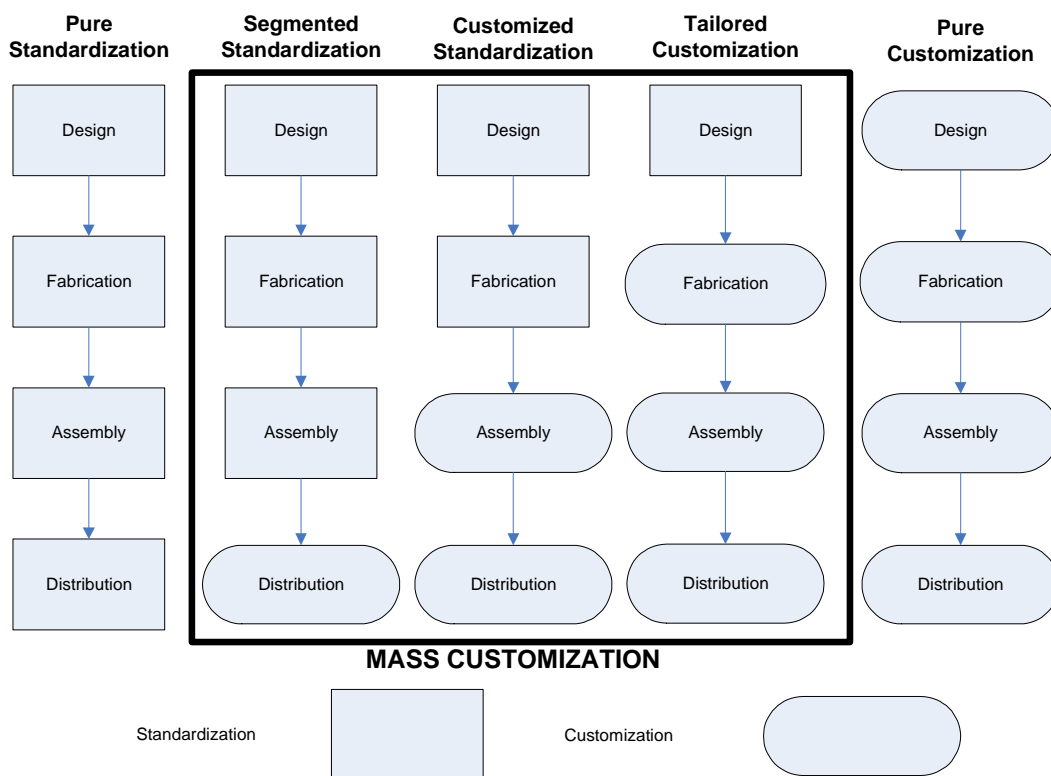 Pure
Standardization
Segmented
Standardization
Customized
Standardization
Tailored
Customization
Pure
Customization
Design
Design
Design
Design
Design
Fabrication
Fabrication
Fabrication
Fabrication
Fabrication
Assembly
Assembly
Assembly
Assembly
Assembly
Distribution
Distribution
Distribution
Distribution
Distribution
MASS CUSTOMIZATION
Standardization
Customization